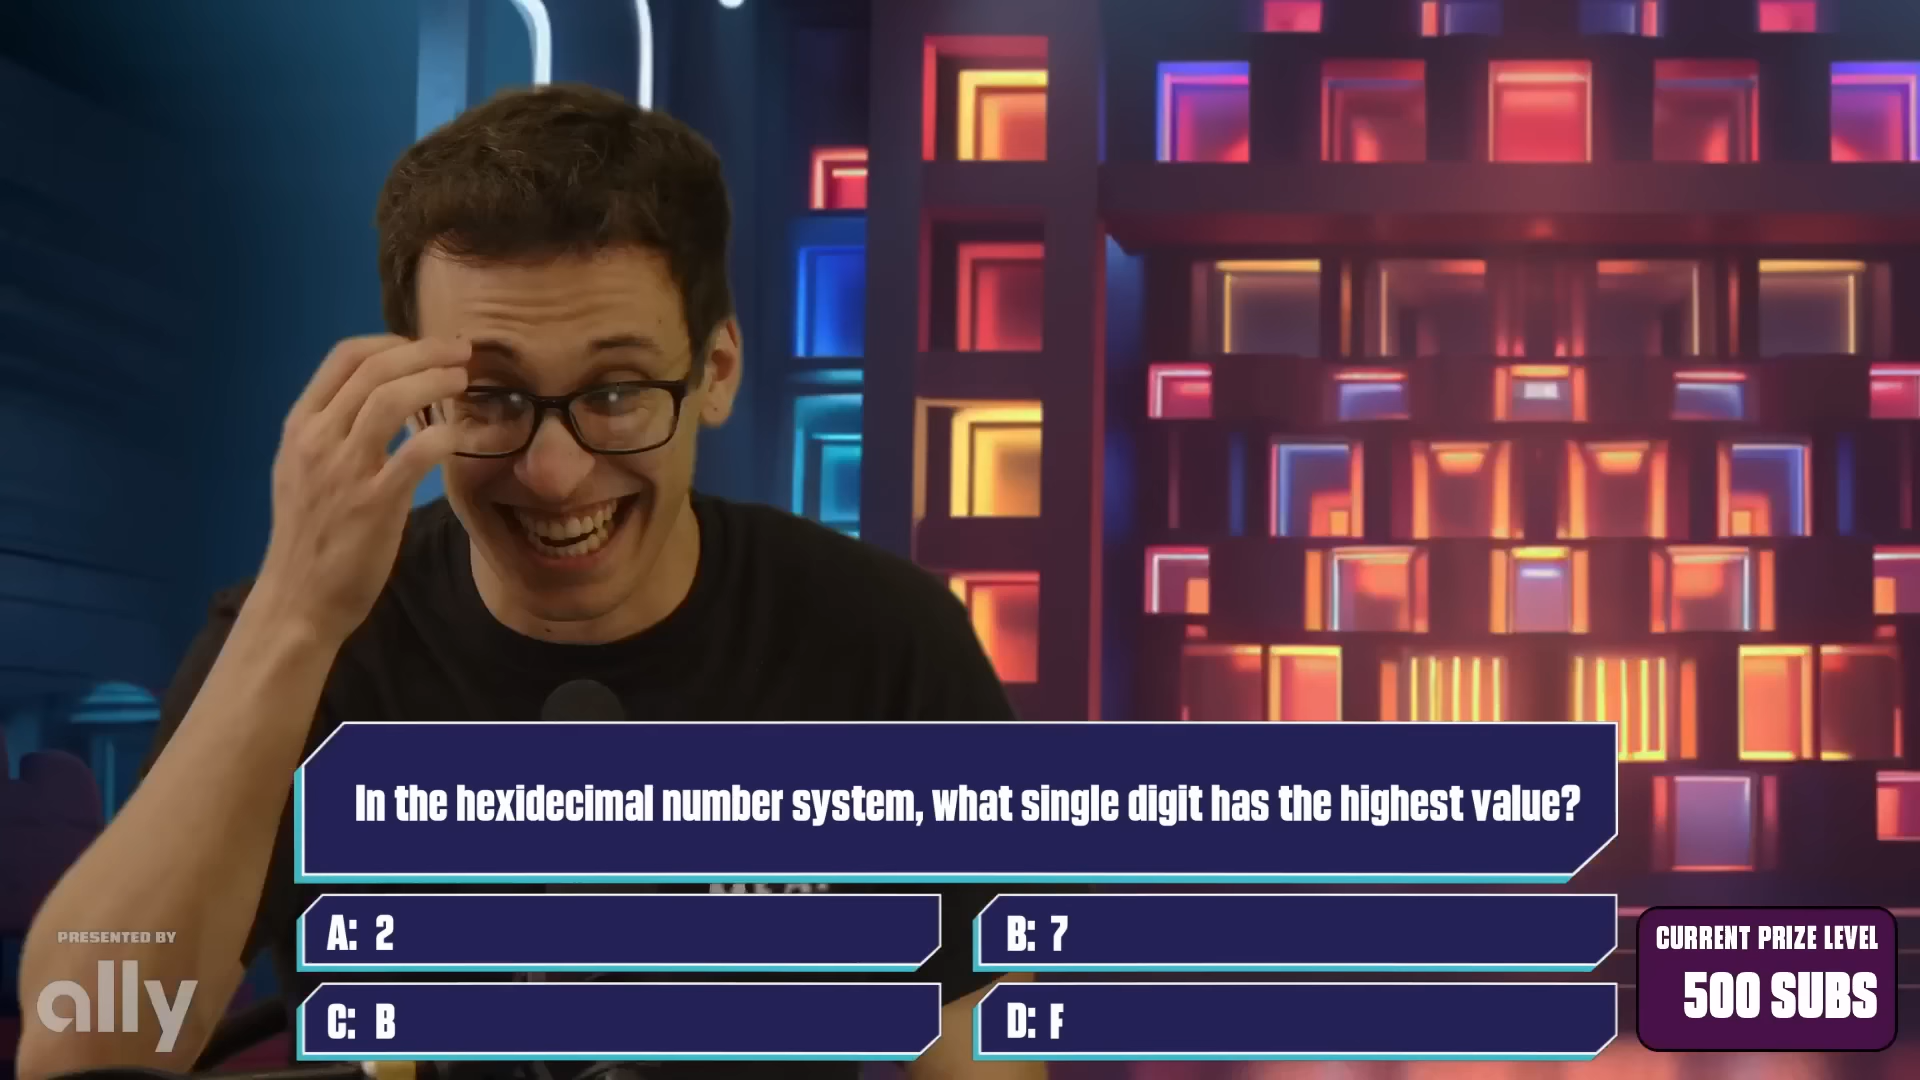 In the hexidecimal number system, what single digit has the highest value?
A: 2
B: 7
C: B
D: F
PRESENTED BY
ally
CURRENT PRIZE LEVEL
500 SUBS